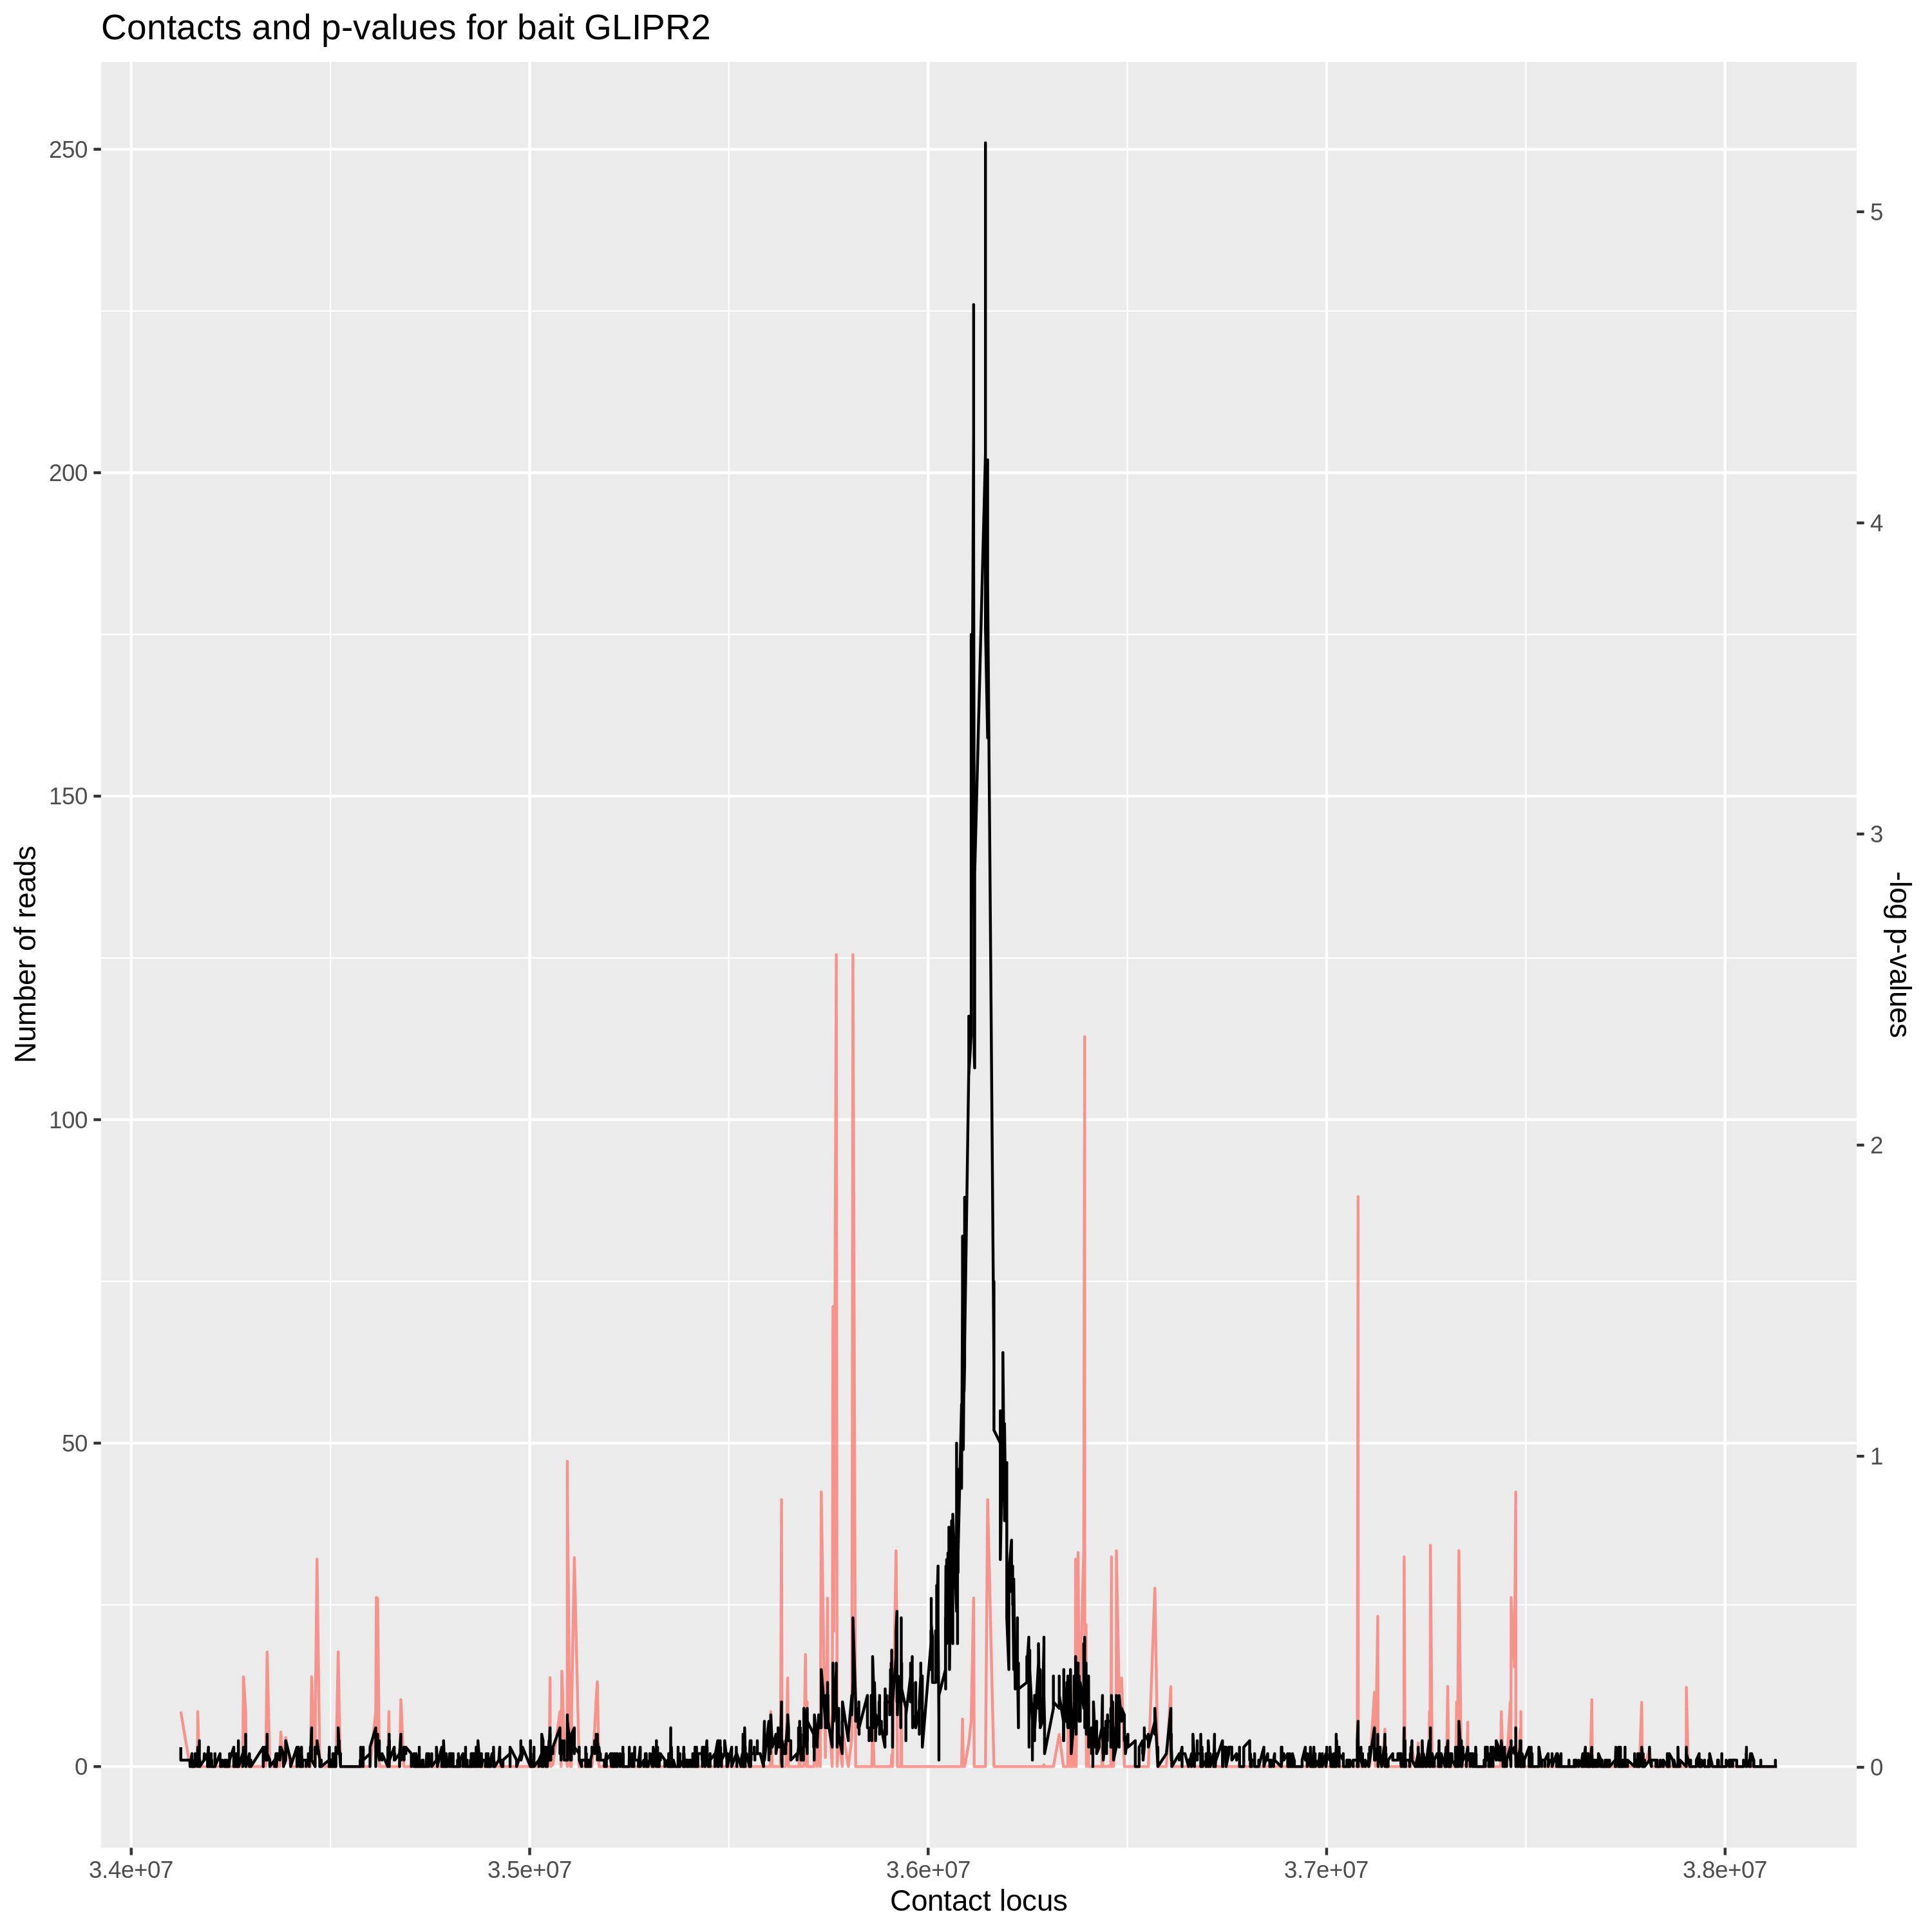 Contacts and p-values for bait GLIPR2
250
200
150
100
50
0
Number of reads
5
4
3
2
1
0
-log p-values
3.4e+07
3.5e+07
3.6e+07
3.7e+07
3.8e+07
Contact locus